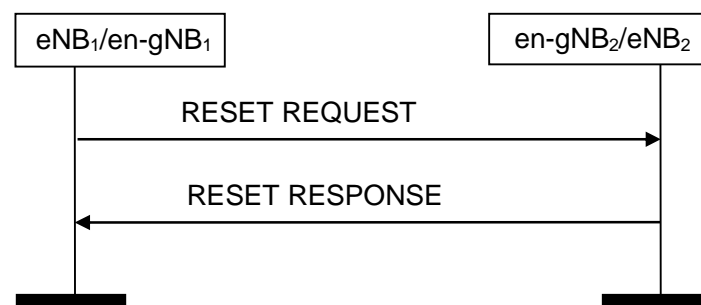 eNB₁/en-gNB₁
en-gNB₂/eNB₂
RESET REQUEST
RESET RESPONSE